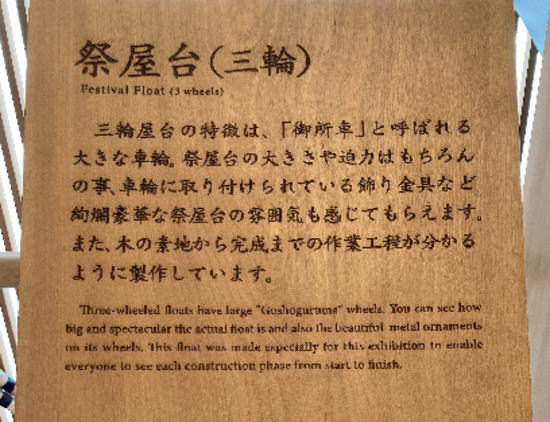 祭屋台(三輪)
Festival Float (3 wheels)
三輪屋台の特徴は、「御所車」と呼ばれる
大きな車輪。祭屋台の大きさや迫力はもちろん
の事、車輪に取り付けられている飾り金具など
絢爛豪華な祭屋台の雰囲気も感じてもらえます。
また、木の素地から完成までの作業工程が分かる
ように製作しています。
Three-wheeled floats have large "Goshoguruma" wheels. You can see how
big and spectacular the actual float is and also the beautiful metal ornaments
on its wheels. This float was made especially for this exhibition to enable
everyone to see each construction phase from start to finish.